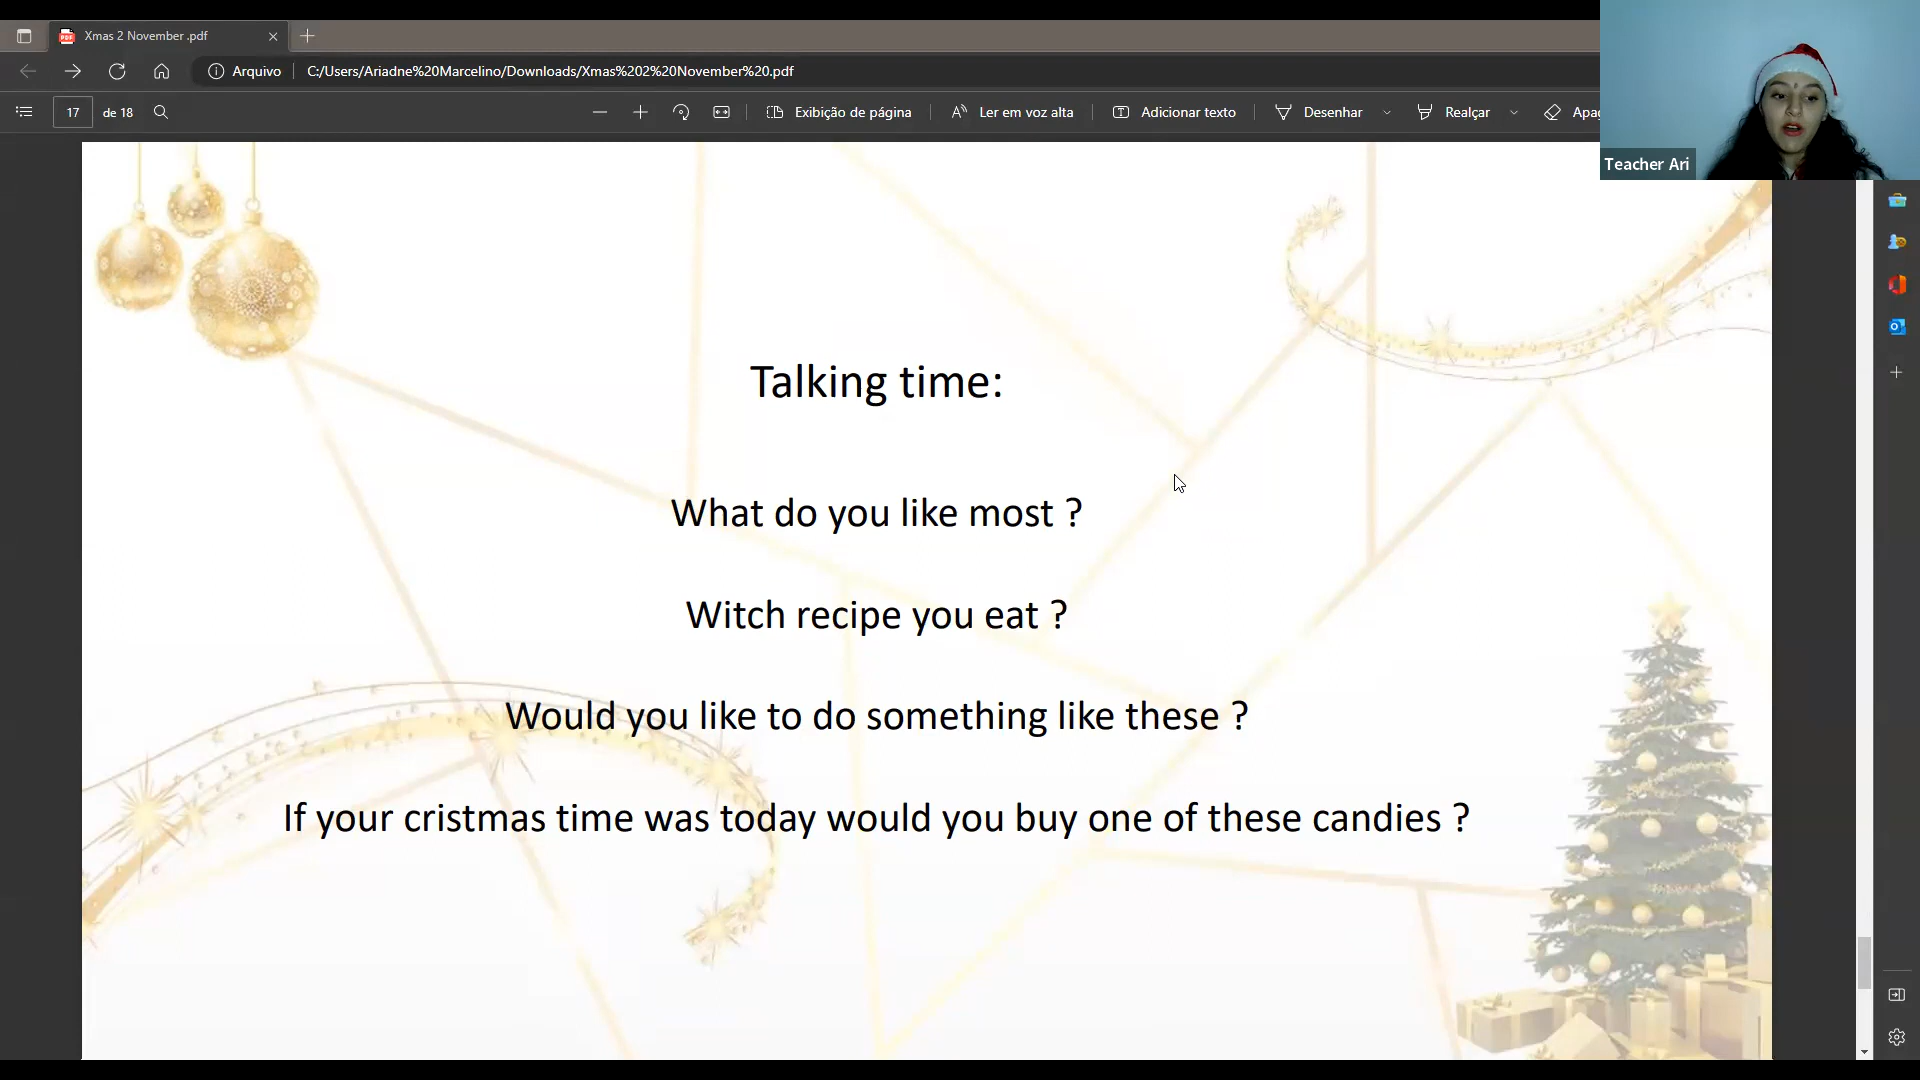 Xmas 2 November .pdf
Arquivo
C:/Users/Ariadne%20Marcelino/Downloads/Xmas%202%20November%20.pdf
17 de 18
Exibição de página
Ler em voz alta
Adicionar texto
Desenhar
Realçar
Teacher Ari
Talking time:
What do you like most ?
Witch recipe you eat ?
Would you like to do something like these ?
If your cristmas time was today would you buy one of these candies ?